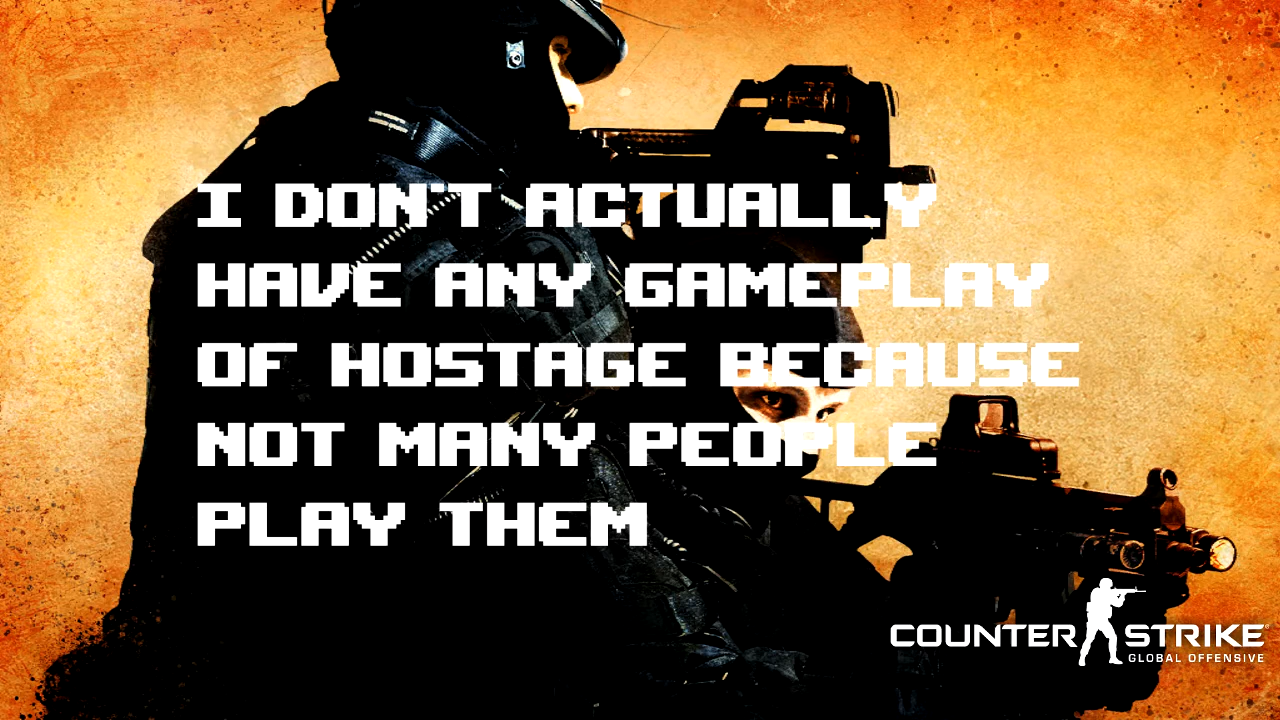 I DON'T ACTUALLY
HAVE ANY GAMEPLAY
OF HOSTAGE BECAUSE
NOT MANY PEOPLE
PLAY THEM
COUNTER STRIKE
GLOBAL OFFENSIVE